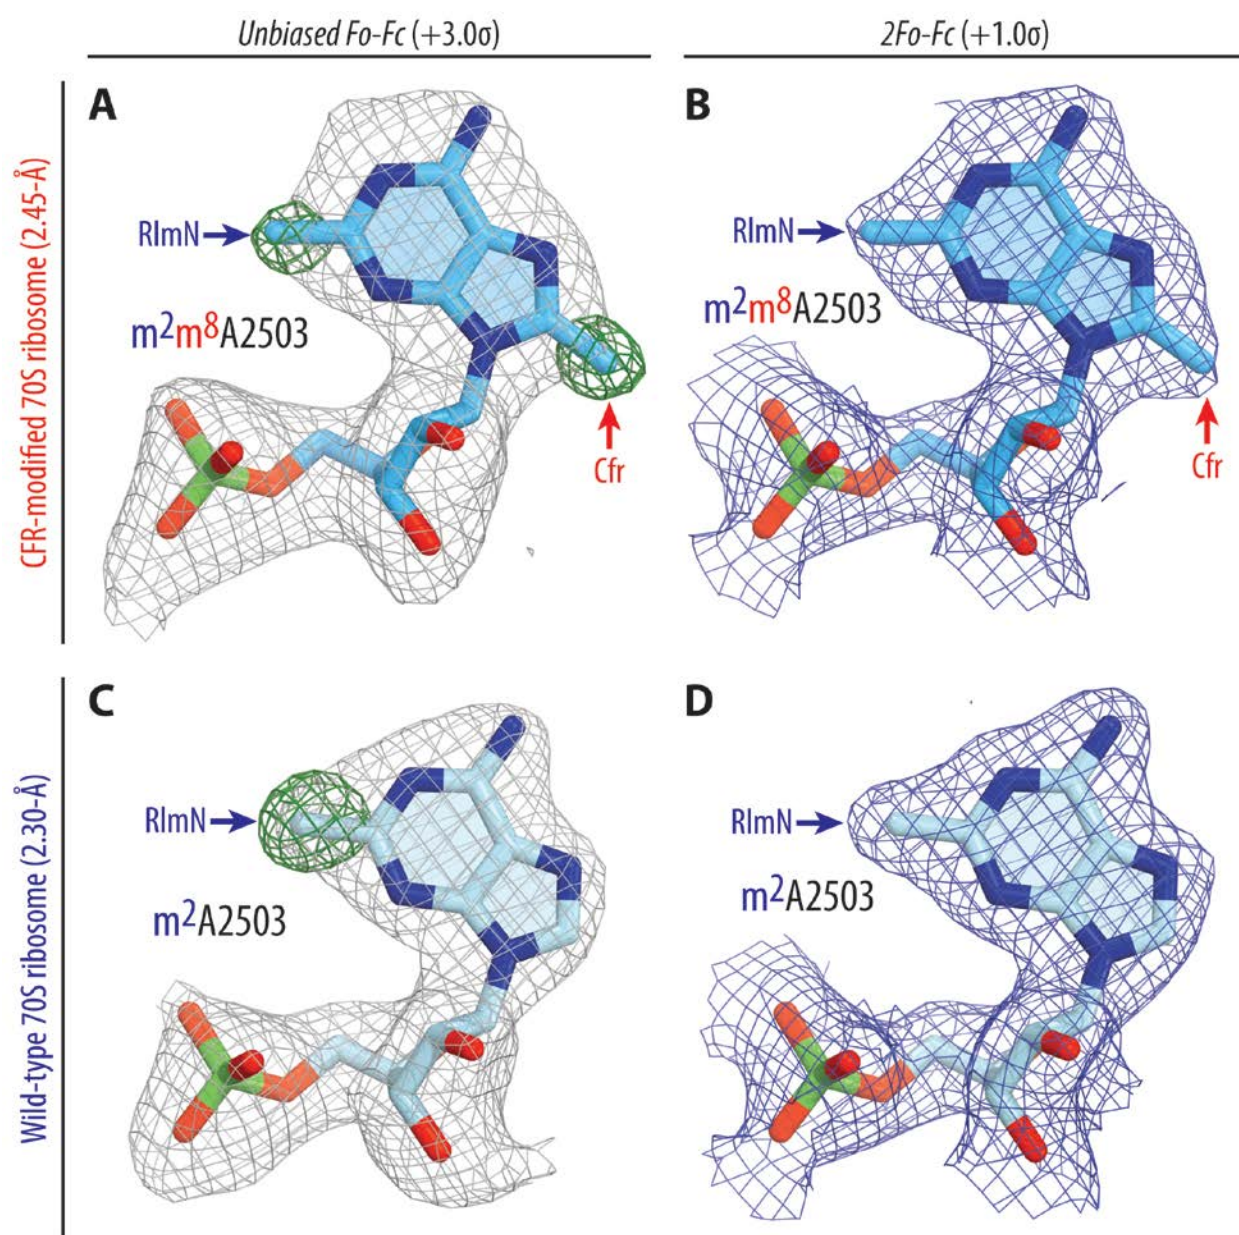 Unbiased Fo-Fc (+3.0σ)
2Fo-Fc (+1.0σ)
CFR-modified 70S ribosome (2.45-Å)
A
RlmN
m²m⁸A2503
Cfr
B
RlmN
m²m⁸A2503
Cfr
Wild-type 70S ribosome (2.30-Å)
C
RlmN
m²A2503
D
RlmN
m²A2503